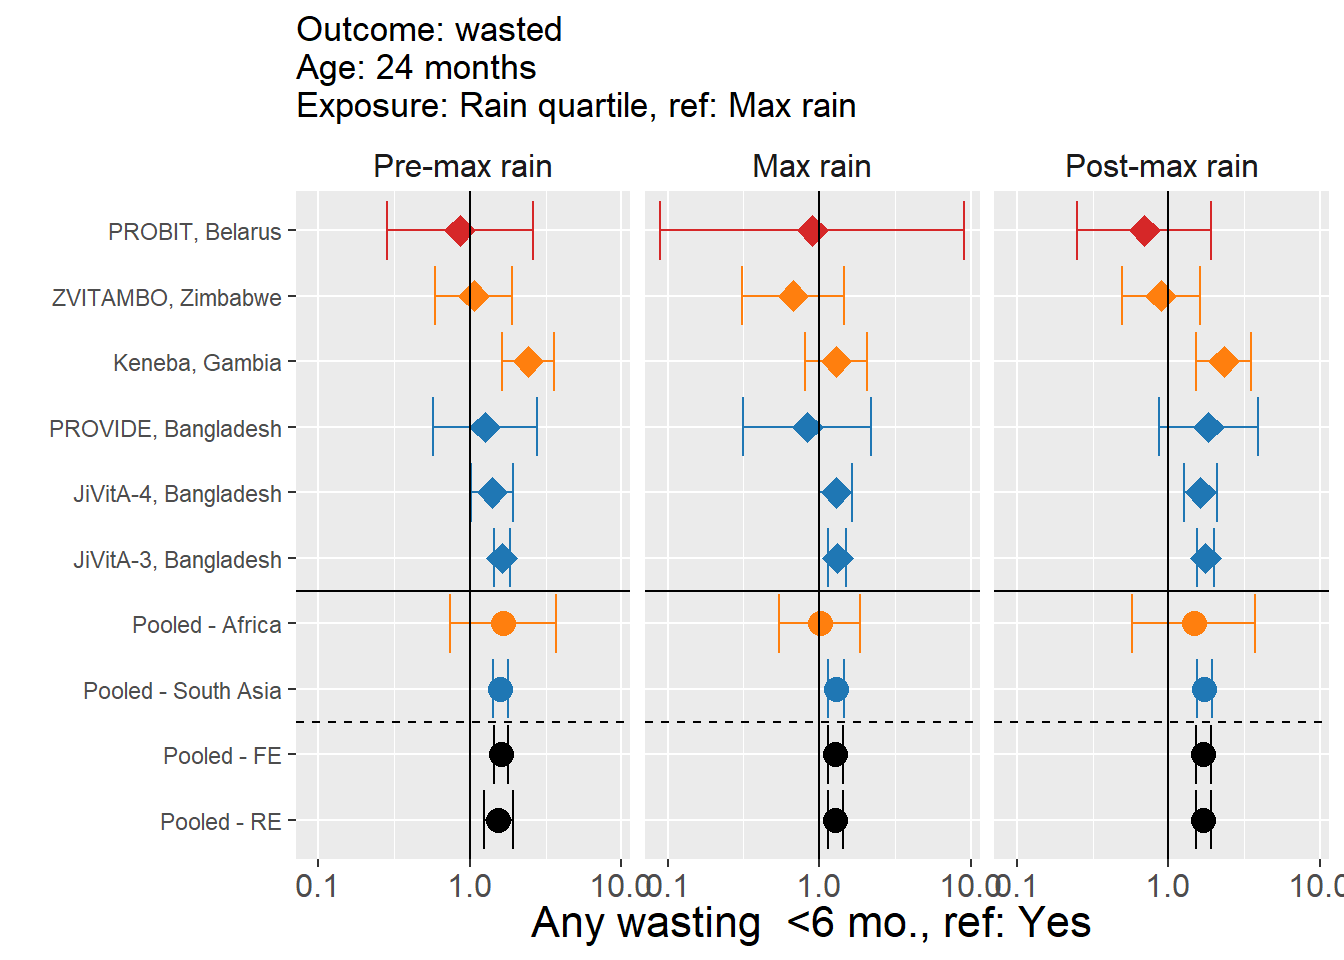 Outcome: wasted
Age: 24 months
Exposure: Rain quartile, ref: Max rain
Pre-max rain Max rain Post-max rain
PROBIT, Belarus
ZVITAMBO, Zimbabwe
Keneba, Gambia
PROVIDE, Bangladesh
JiVitA-4, Bangladesh
JiVitA-3, Bangladesh
Pooled - Africa
Pooled - South Asia
Pooled - FE
Pooled - RE
0.1 1.0 10.0 0.1 1.0 10.0 0.1 1.0 10.0
Any wasting  <6 mo., ref: Yes